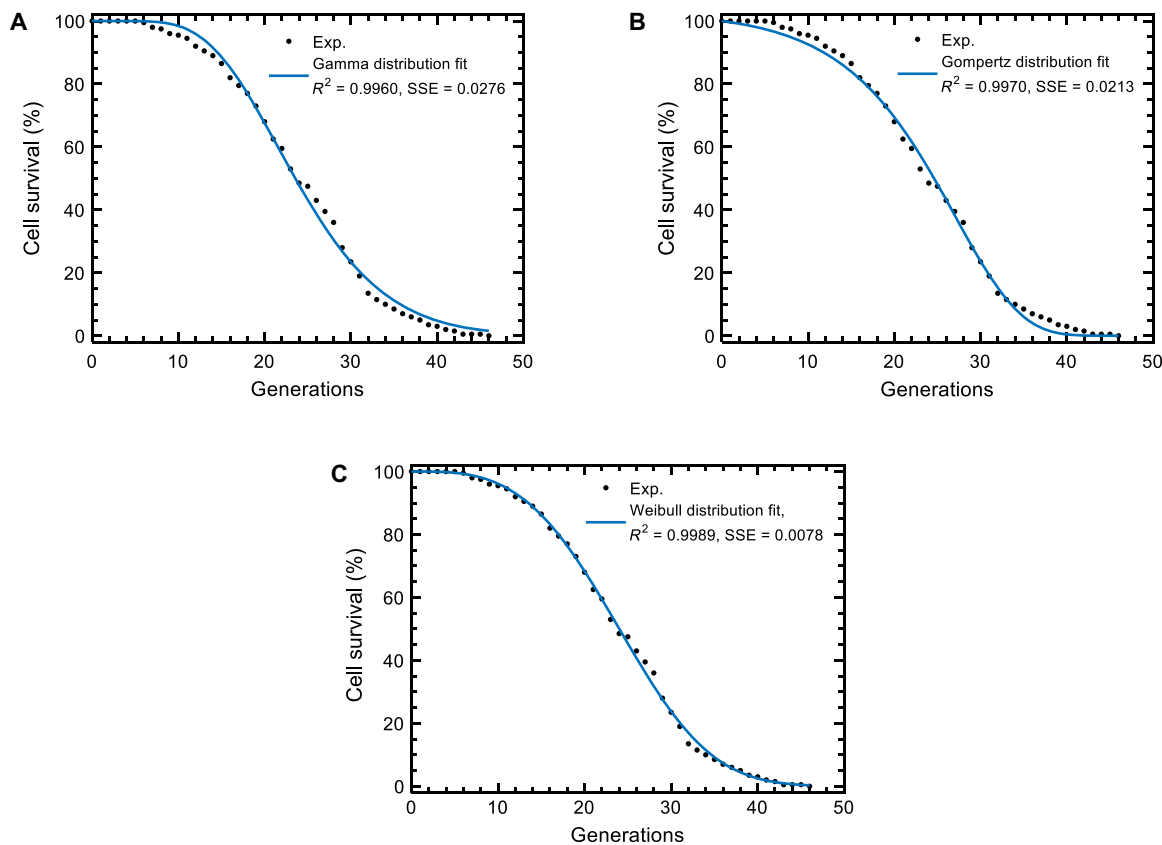 A
100
80
60
40
20
0
0 10 20 30 40 50
Cell survival (%)
Generations
Exp.
Gamma distribution fit
R² = 0.9960, SSE = 0.0276
B
100
80
60
40
20
0
0 10 20 30 40 50
Cell survival (%)
Generations
Exp.
Gompertz distribution fit
R² = 0.9970, SSE = 0.0213
C
100
80
60
40
20
0
0 10 20 30 40 50
Cell survival (%)
Generations
Exp.
Weibull distribution fit,
R² = 0.9989, SSE = 0.0078